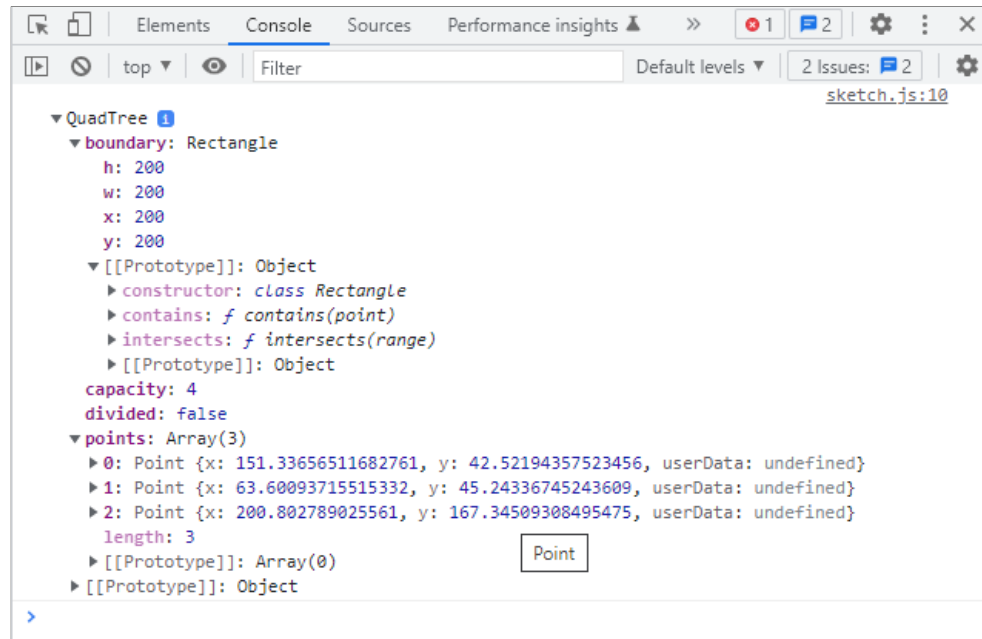 Elements Console Sources Performance insights 1 2
top Filter Default levels 2 Issues: 2
sketch.js:10
QuadTree i
boundary: Rectangle
h: 200
w: 200
x: 200
y: 200
[[Prototype]]: Object
constructor: class Rectangle
contains: ƒ contains(point)
intersects: ƒ intersects(range)
[[Prototype]]: Object
capacity: 4
divided: false
points: Array(3)
0: Point {x: 151.33656511682761, y: 42.52194357523456, userData: undefined}
1: Point {x: 63.60093715515332, y: 45.24336745243609, userData: undefined}
2: Point {x: 200.802789025561, y: 167.34509308495475, userData: undefined}
length: 3
Point
[[Prototype]]: Array(0)
[[Prototype]]: Object